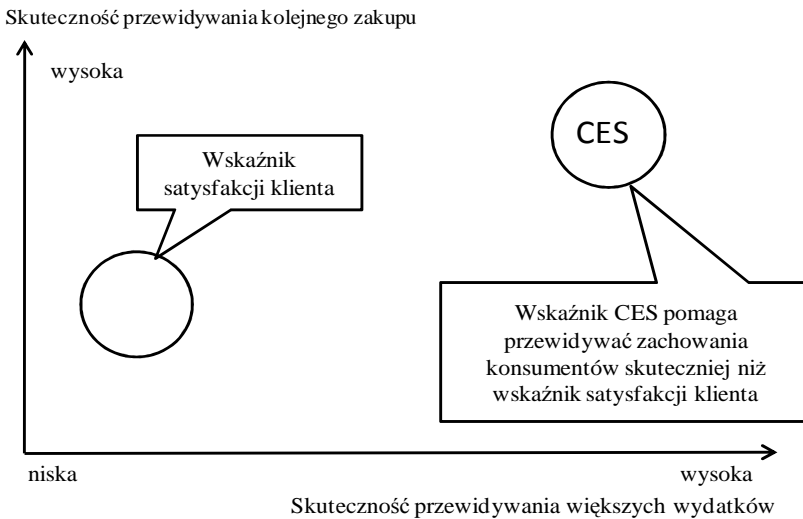 Skuteczność przewidywania kolejnego zakupu
wysoka
CES
Wskaźnik
satysfakcji klienta
Wskaźnik CES pomaga
przewidywać zachowania
konsumentów skuteczniej niż
wskaźnik satysfakcji klienta
niska
wysoka
Skuteczność przewidywania większych wydatków